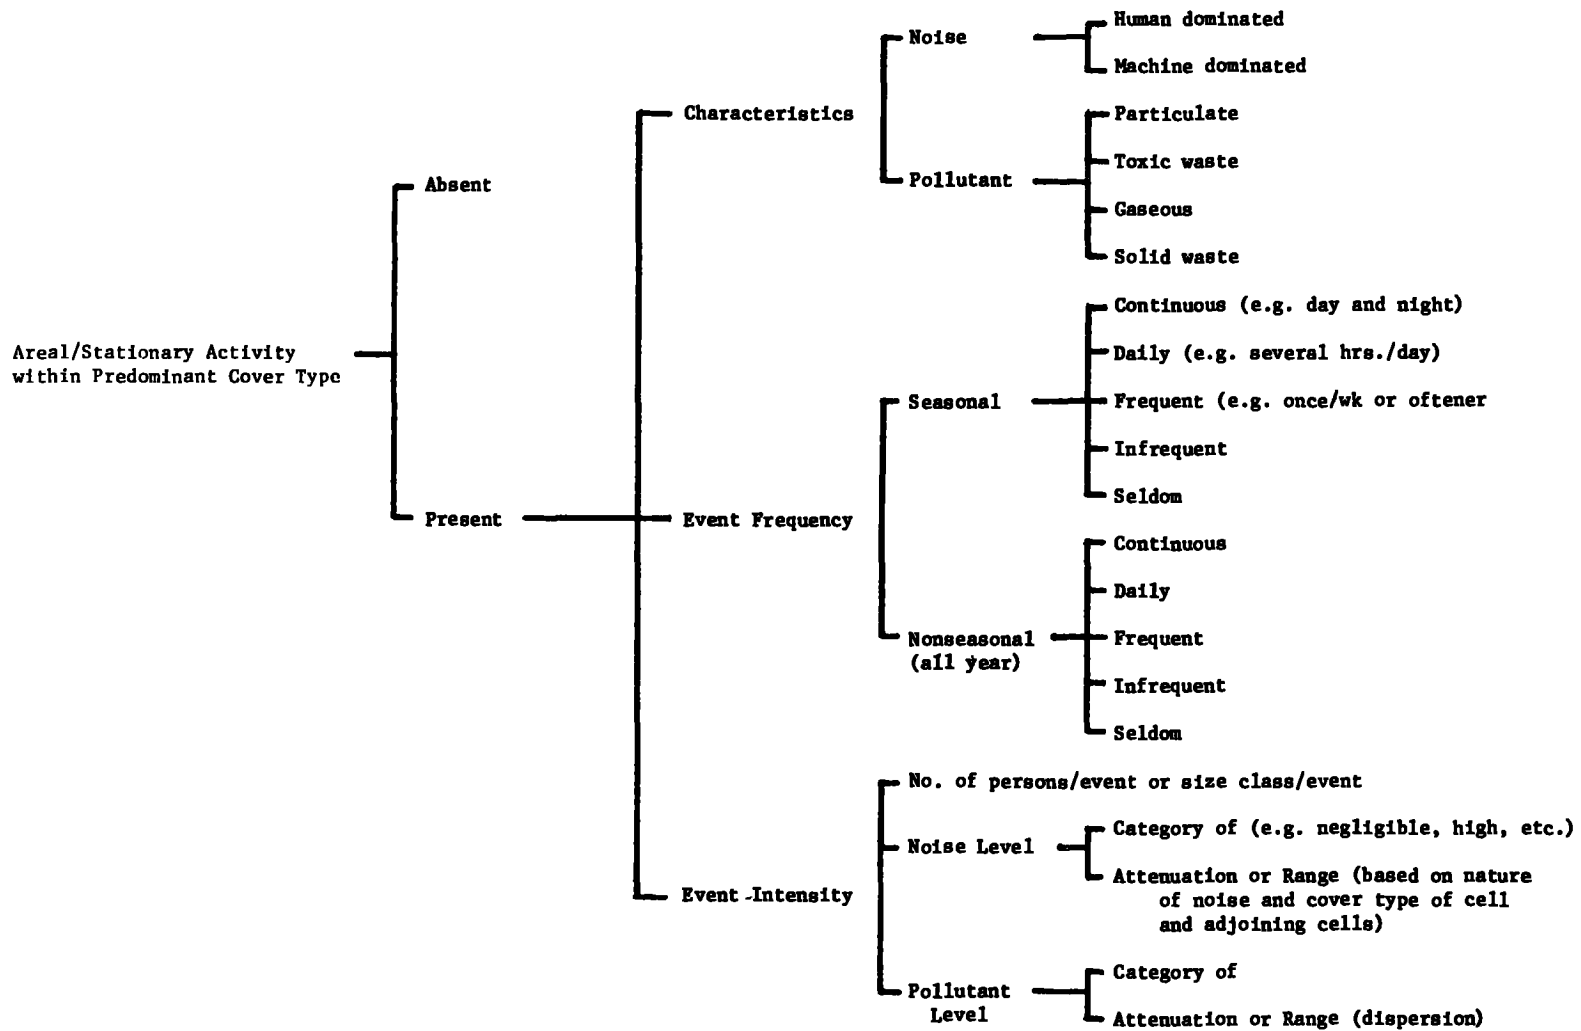 Human dominated
Noise
Machine dominated
Characteristics
Particulate
Toxic waste
Absent
Pollutant
Gaseous
Solid waste
Continuous (e.g. day and night)
Areal/Stationary Activity
within Predominant Cover Type
Daily (e.g. several hrs./day)
Seasonal
Frequent (e.g. once/wk or oftener
Infrequent
Seldom
Present
Event Frequency
Continuous
Daily
Nonseasonal
(all year)
Frequent
Infrequent
Seldom
No. of persons/event or size class/event
Category of (e.g. negligible, high, etc.)
Noise Level
Event-Intensity
Attenuation or Range (based on nature
of noise and cover type of cell
and adjoining cells)
Category of
Pollutant
Level
Attenuation or Range (dispersion)